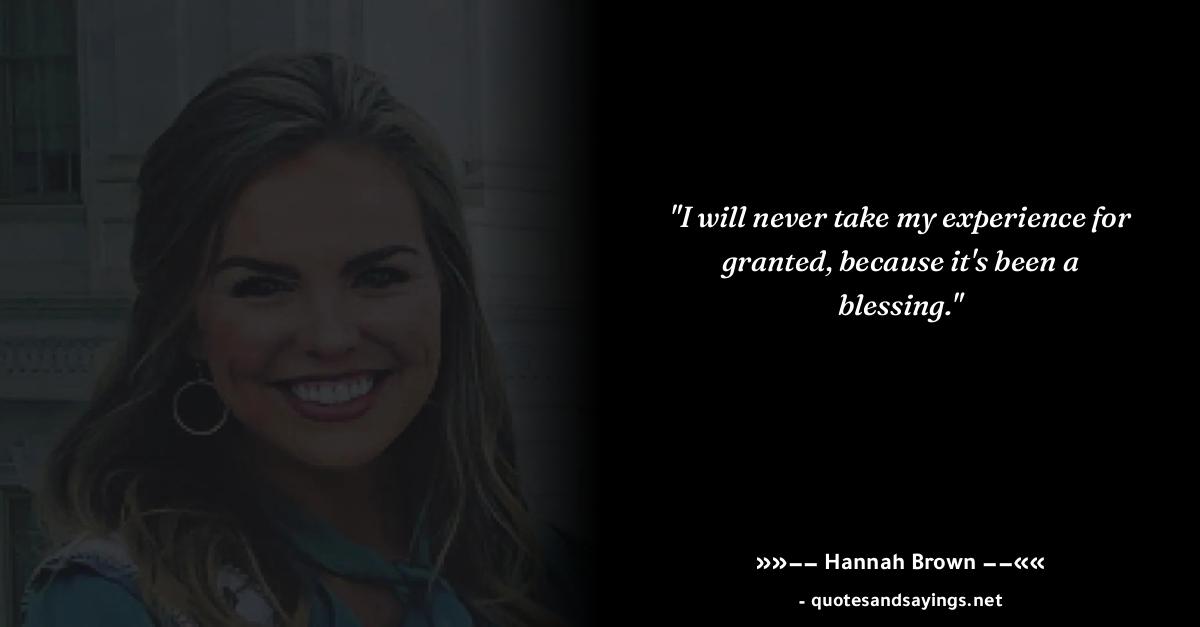 "I will never take my experience for
granted, because it's been a
blessing."
»»–– Hannah Brown ––««
- quotesandsayings.net